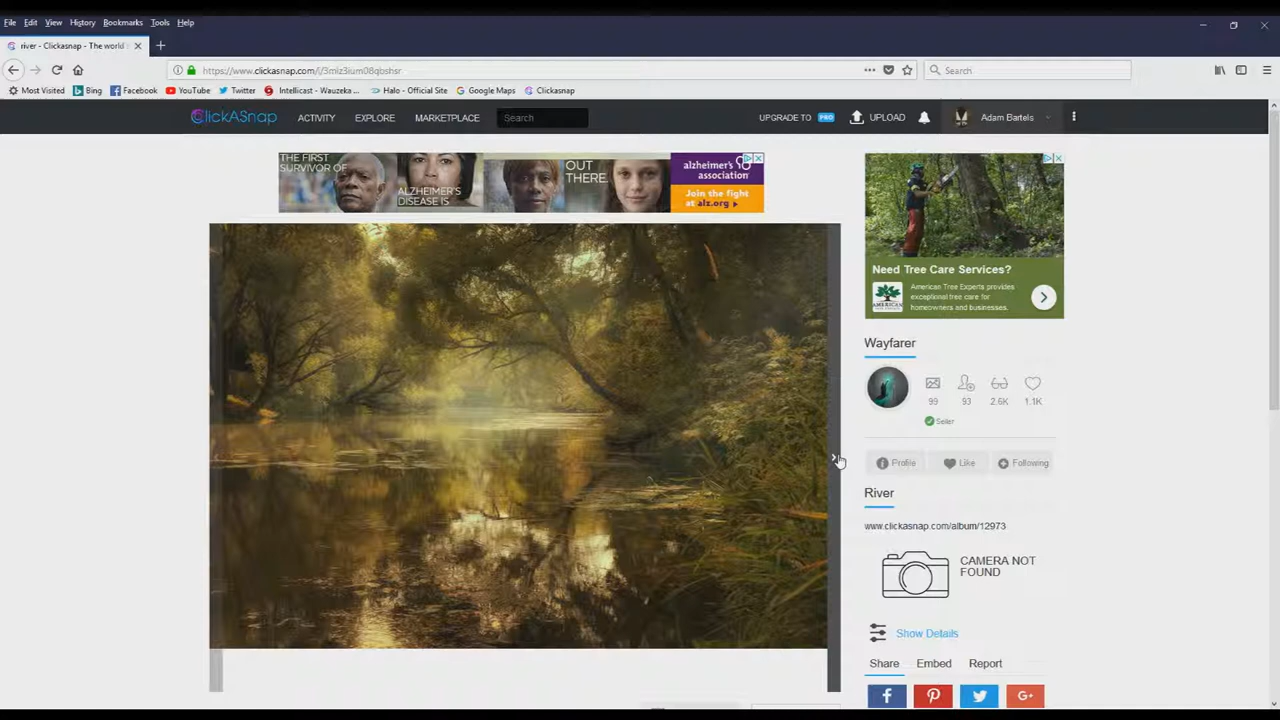 File Edit View History Bookmarks Tools Help
river - Clickasnap - The world
https://www.clickasnap.com/i/3mlz3ium08qbshsr
Search
Most Visited Bing Facebook YouTube Twitter Intellicast - Wauzeka ... Halo - Official Site Google Maps Clickasnap
ClickASnap ACTIVITY EXPLORE MARKETPLACE Search UPGRADE TO PRO UPLOAD Adam Bartels
THE FIRST
SURVIVOR OF
ALZHEIMER'S
DISEASE IS
OUT
THERE.
alzheimer's
association
Join the fight
at alz.org
Need Tree Care Services?
AMERICAN
American Tree Experts provides
exceptional tree care for
homeowners and businesses.
Wayfarer
99 93 2.6K 1.1K
Seller
Profile Like Following
River
www.clickasnap.com/album/12973
CAMERA NOT
FOUND
Show Details
Share Embed Report
f G+